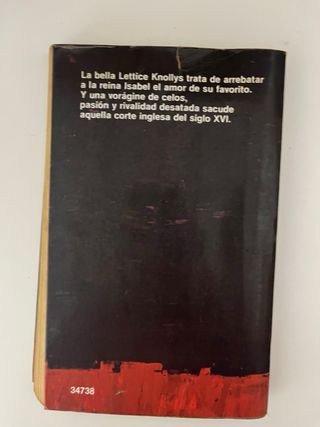 La bella Lettice Knollys trata de arrebatar
a la reina Isabel el amor de su favorito.
Y una vorágine de celos,
pasión y rivalidad desatada sacude
aquella corte inglesa del siglo XVI.
34738